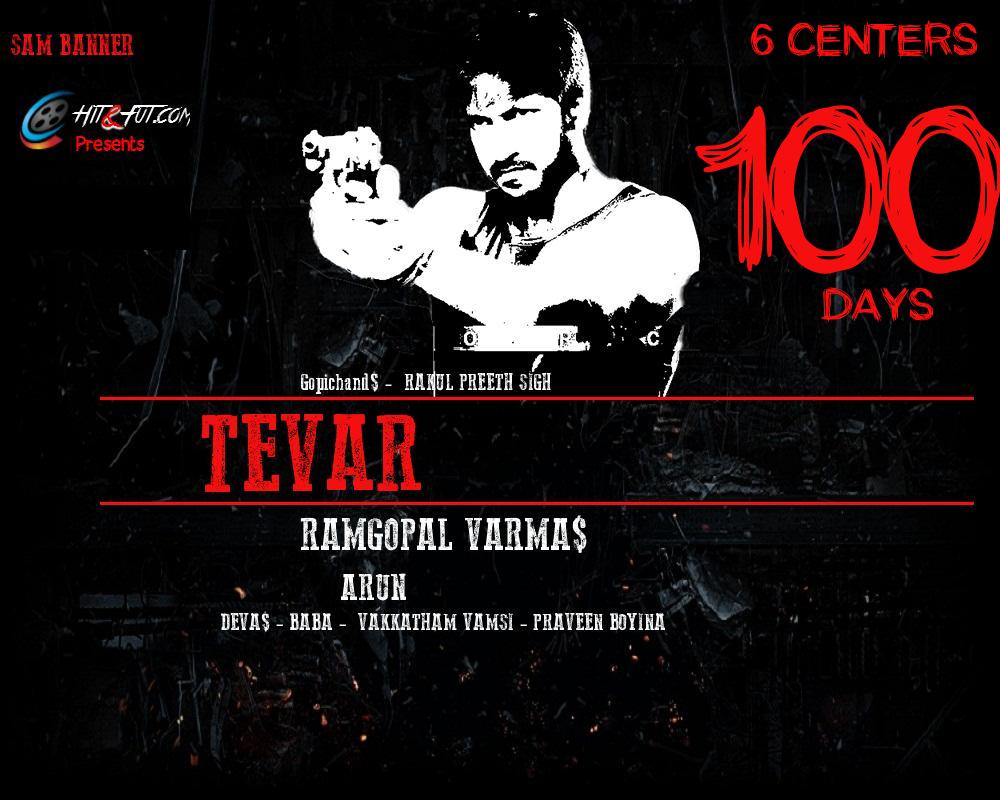 SAM BANNER
6 CENTERS
HIT&FUT.COM
Presents
100
DAYS
Gopichand$ - RAKUL PREETH SIGH
TEVAR
RAMGOPAL VARMA$
ARUN
DEVA$ - BABA - VAKKATHAM VAMSI - PRAVEEN BOYINA